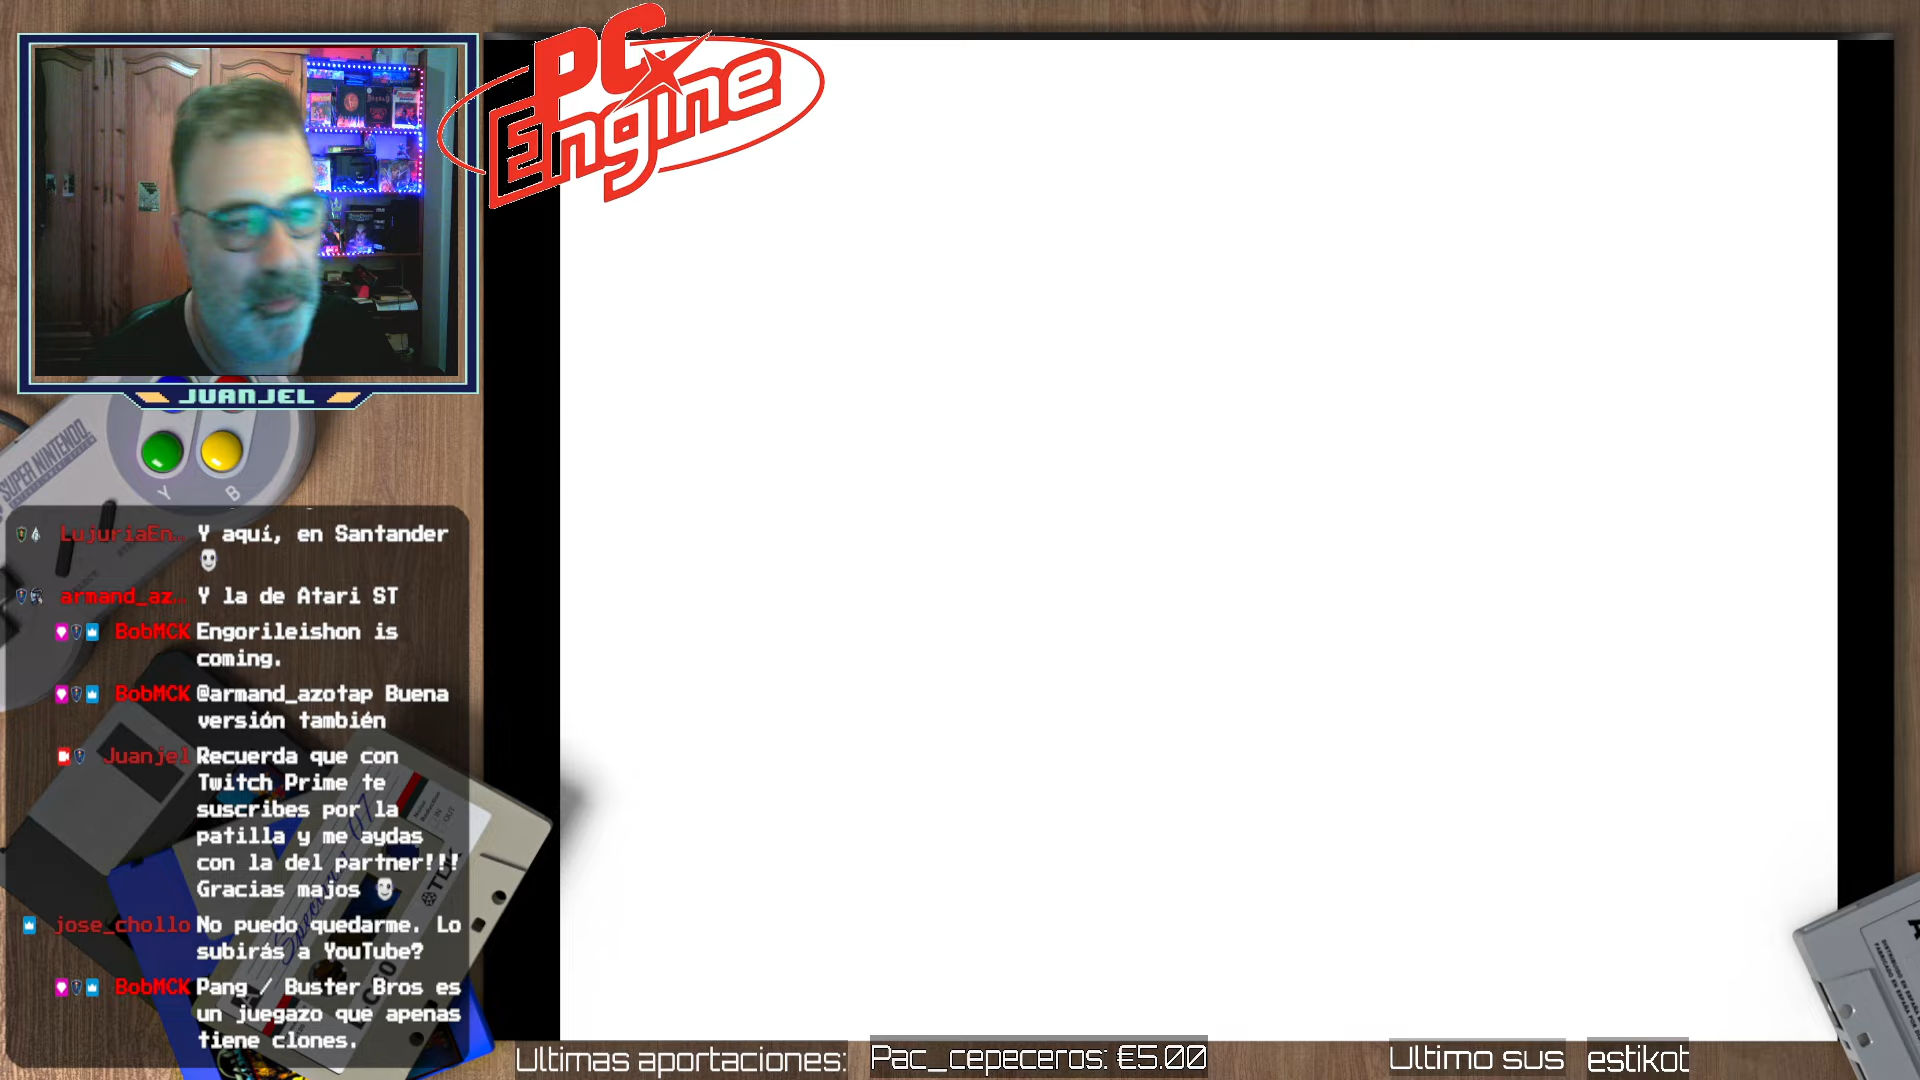 PC
Engine
JUANJEL
SUPER NINTENDO
Y B
LujuriaEn.. Y aquí, en Santander
armand_az.. Y la de Atari ST
BobMCK Engorileishon is
coming.
BobMCK @armand_azotap Buena
versión también
Juanjel Recuerda que con
Twitch Prime te
suscribes por la
patilla y me aydas
con la del partner!!!
Gracias majos
jose_chollo No puedo quedarme. Lo
subirás a YouTube?
BobMCK Pang / Buster Bros es
un juegazo que apenas
tiene clones.
Ultimas aportaciones: Pac_cepeceros: €5.00
Ultimo sus estikot